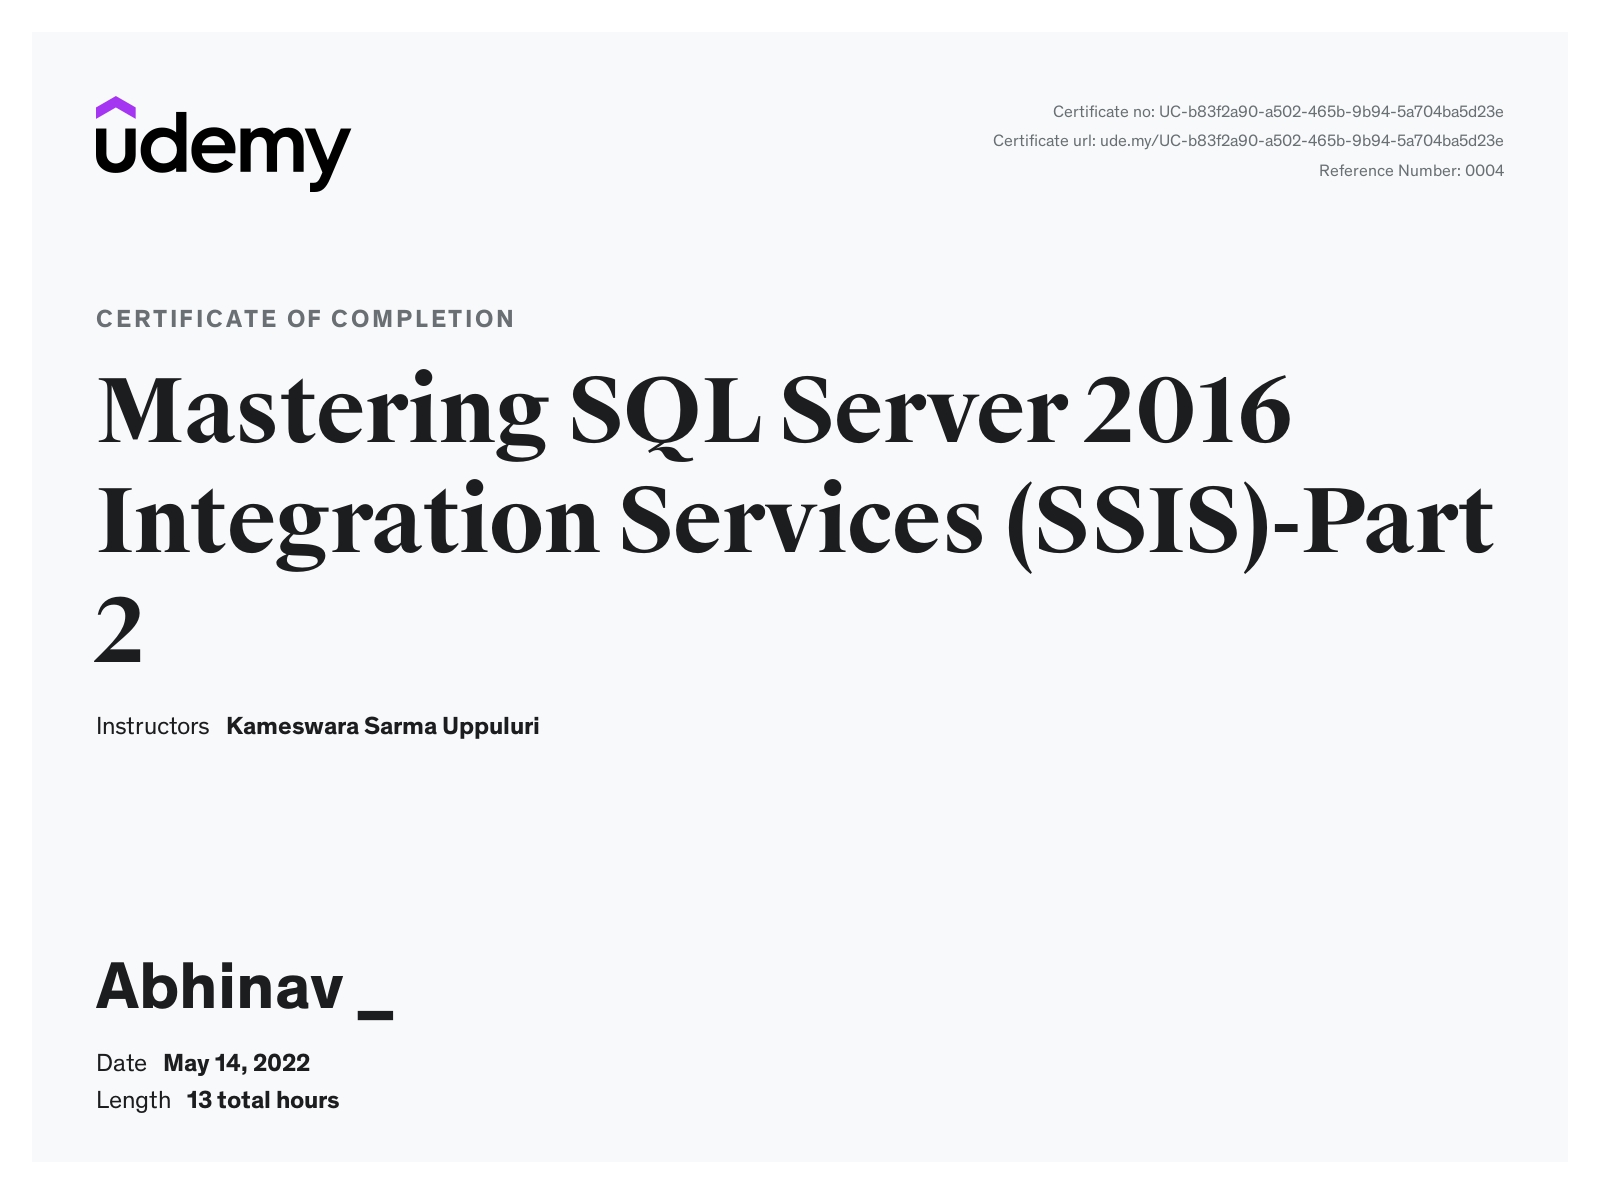 udemy
Certificate no: UC-b83f2a90-a502-465b-9b94-5a704ba5d23e
Certificate url: ude.my/UC-b83f2a90-a502-465b-9b94-5a704ba5d23e
Reference Number: 0004
CERTIFICATE OF COMPLETION
Mastering SQL Server 2016
Integration Services (SSIS)-Part
2
Instructors Kameswara Sarma Uppuluri
Abhinav _
Date May 14, 2022
Length 13 total hours